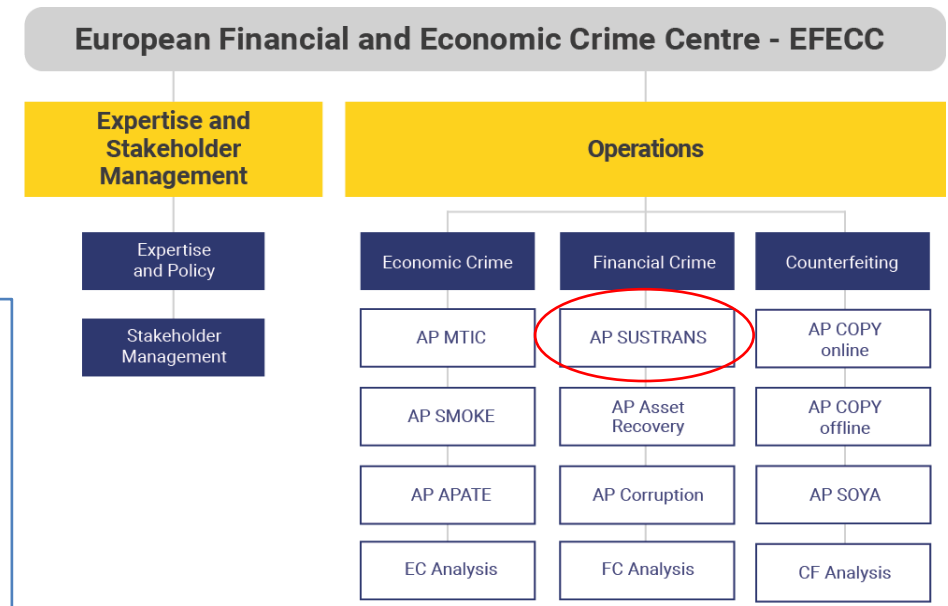 European Financial and Economic Crime Centre - EFECC
Expertise and
Stakeholder
Management
Operations
Expertise
and Policy
Stakeholder
Management
Economic Crime
Financial Crime
Counterfeiting
AP MTIC
AP SUSTRANS
AP COPY
online
AP SMOKE
AP Asset
Recovery
AP COPY
offline
AP APATE
AP Corruption
AP SOYA
EC Analysis
FC Analysis
CF Analysis